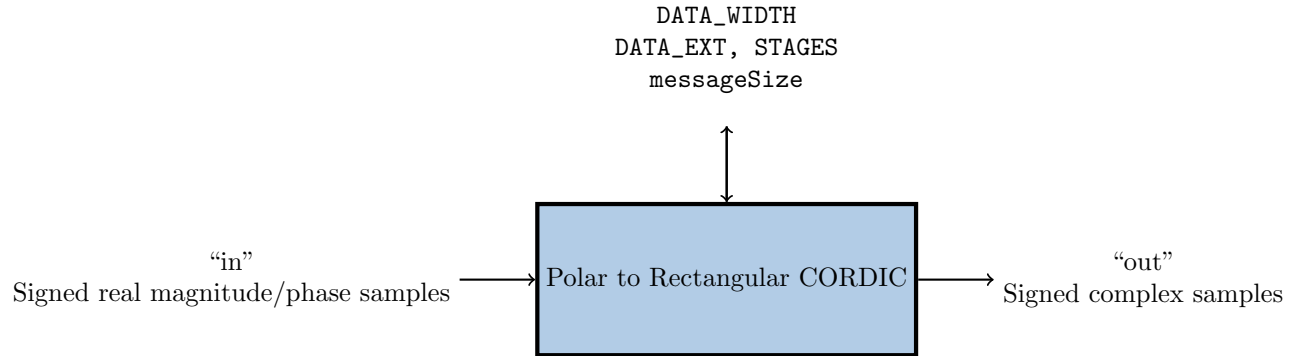 DATA_WIDTH
DATA_EXT, STAGES
messageSize
“in”
Signed real magnitude/phase samples
Polar to Rectangular CORDIC
“out”
Signed complex samples